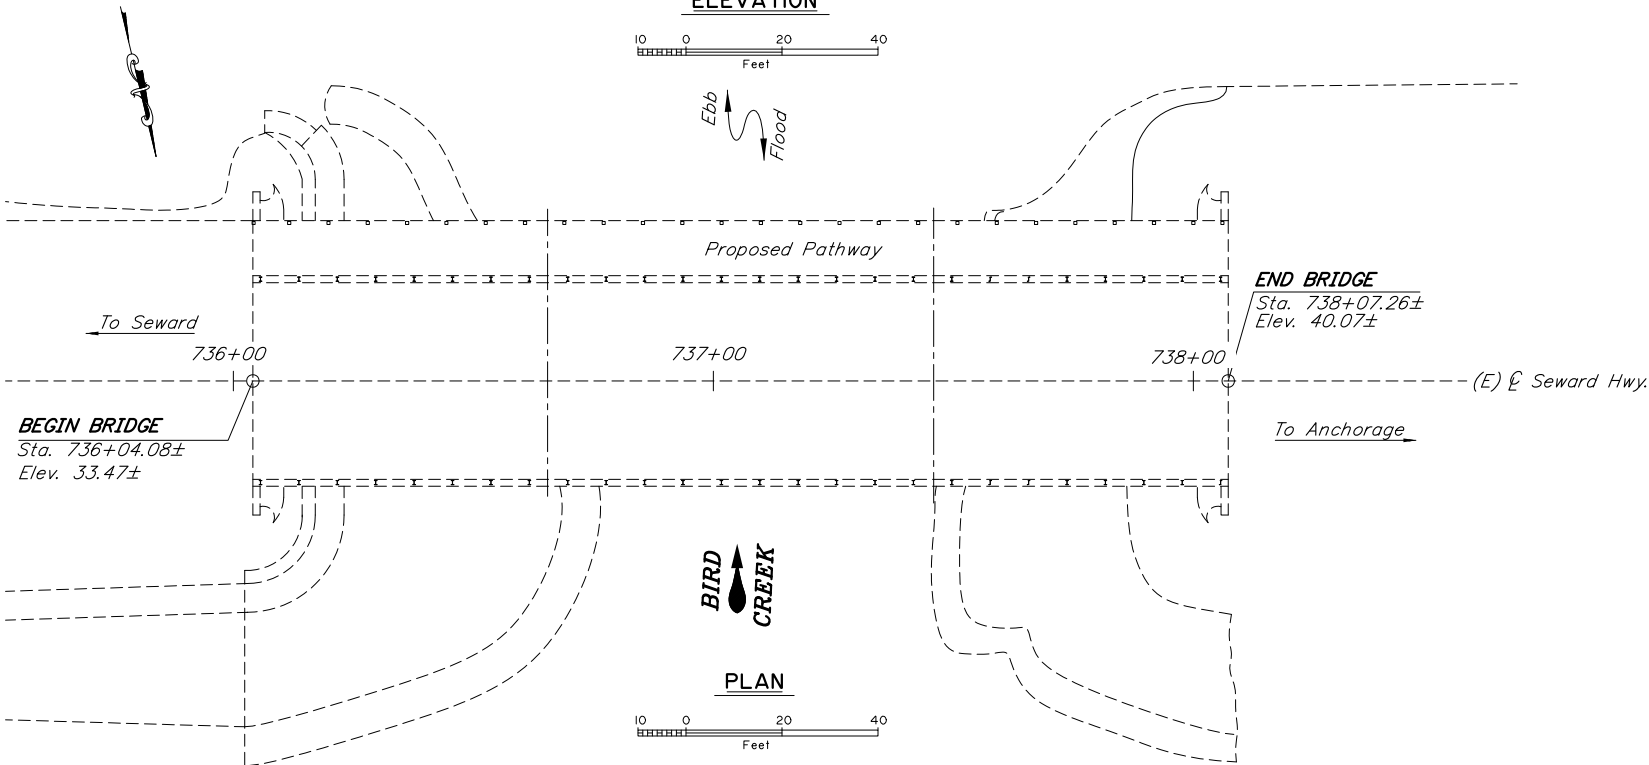 ELEVATION
10 0 20 40
Feet
Ebb
Flood
Proposed Pathway
END BRIDGE
Sta. 738+07.26±
Elev. 40.07±
To Seward
736+00
737+00
738+00
(E) ℄ Seward Hwy.
BEGIN BRIDGE
Sta. 736+04.08±
Elev. 33.47±
To Anchorage
BIRD
CREEK
PLAN
10 0 20 40
Feet